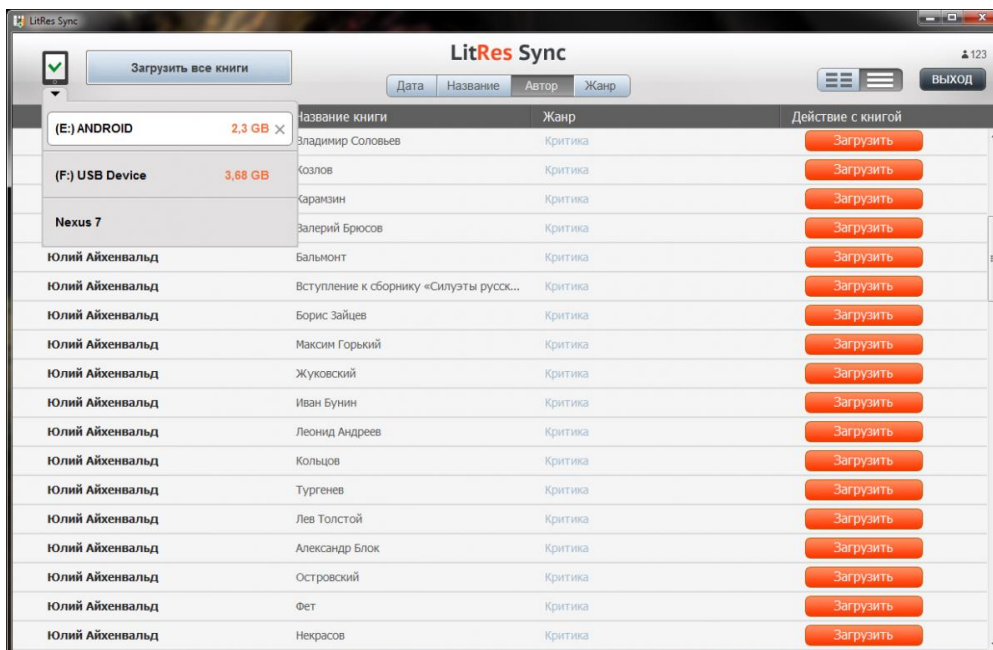 LitRes Sync
LitRes Sync
Загрузить все книги
123
Дата Название Автор Жанр
ВЫХОД
Название книги Жанр Действие с книгой
(E:) ANDROID 2,3 GB
(F:) USB Device 3,68 GB
Nexus 7
Владимир Соловьев Критика Загрузить
Козлов Критика Загрузить
Карамзин Критика Загрузить
Валерий Брюсов Критика Загрузить
Юлий Айхенвальд Бальмонт Критика Загрузить
Юлий Айхенвальд Вступление к сборнику «Силуэты русск... Критика Загрузить
Юлий Айхенвальд Борис Зайцев Критика Загрузить
Юлий Айхенвальд Максим Горький Критика Загрузить
Юлий Айхенвальд Жуковский Критика Загрузить
Юлий Айхенвальд Иван Бунин Критика Загрузить
Юлий Айхенвальд Леонид Андреев Критика Загрузить
Юлий Айхенвальд Кольцов Критика Загрузить
Юлий Айхенвальд Тургенев Критика Загрузить
Юлий Айхенвальд Лев Толстой Критика Загрузить
Юлий Айхенвальд Александр Блок Критика Загрузить
Юлий Айхенвальд Островский Критика Загрузить
Юлий Айхенвальд Фет Критика Загрузить
Юлий Айхенвальд Некрасов Критика Загрузить